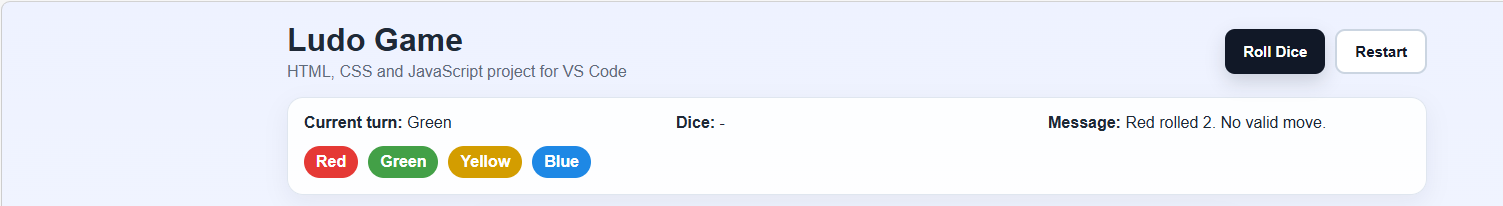 Ludo Game
HTML, CSS and JavaScript project for VS Code
Roll Dice
Restart
Current turn: Green
Dice: -
Message: Red rolled 2. No valid move.
Red
Green
Yellow
Blue